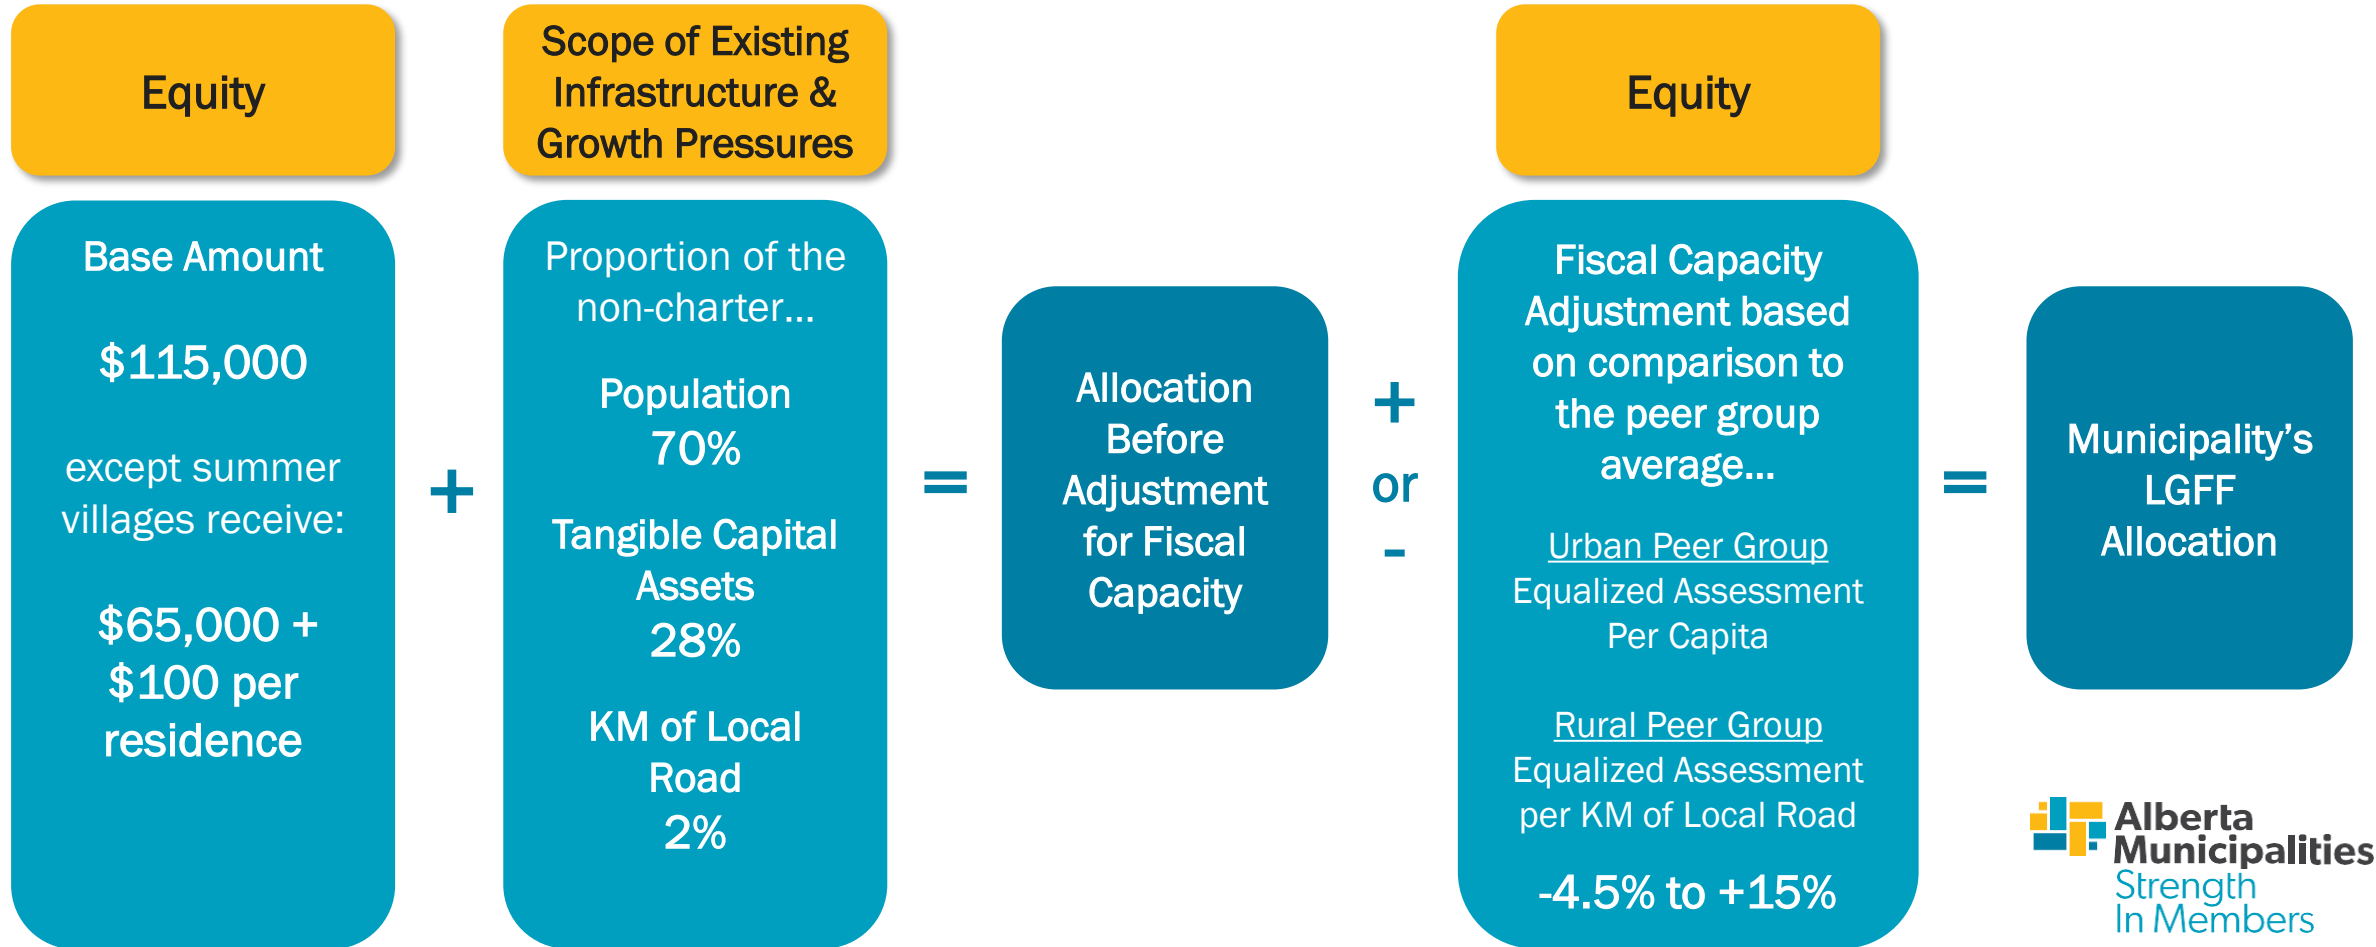 Equity
Base Amount
$115,000
except summer
villages receive:
$65,000 +
$100 per
residence
+
Scope of Existing
Infrastructure &
Growth Pressures
Proportion of the
non-charter...
Population
70%
Tangible Capital
Assets
28%
KM of Local
Road
2%
=
Allocation
Before
Adjustment
for Fiscal
Capacity
+
or
-
Equity
Fiscal Capacity
Adjustment based
on comparison to
the peer group
average...
Urban Peer Group
Equalized Assessment
Per Capita
Rural Peer Group
Equalized Assessment
per KM of Local Road
-4.5% to +15%
=
Municipality’s
LGFF
Allocation
Alberta
Municipalities
Strength
In Members